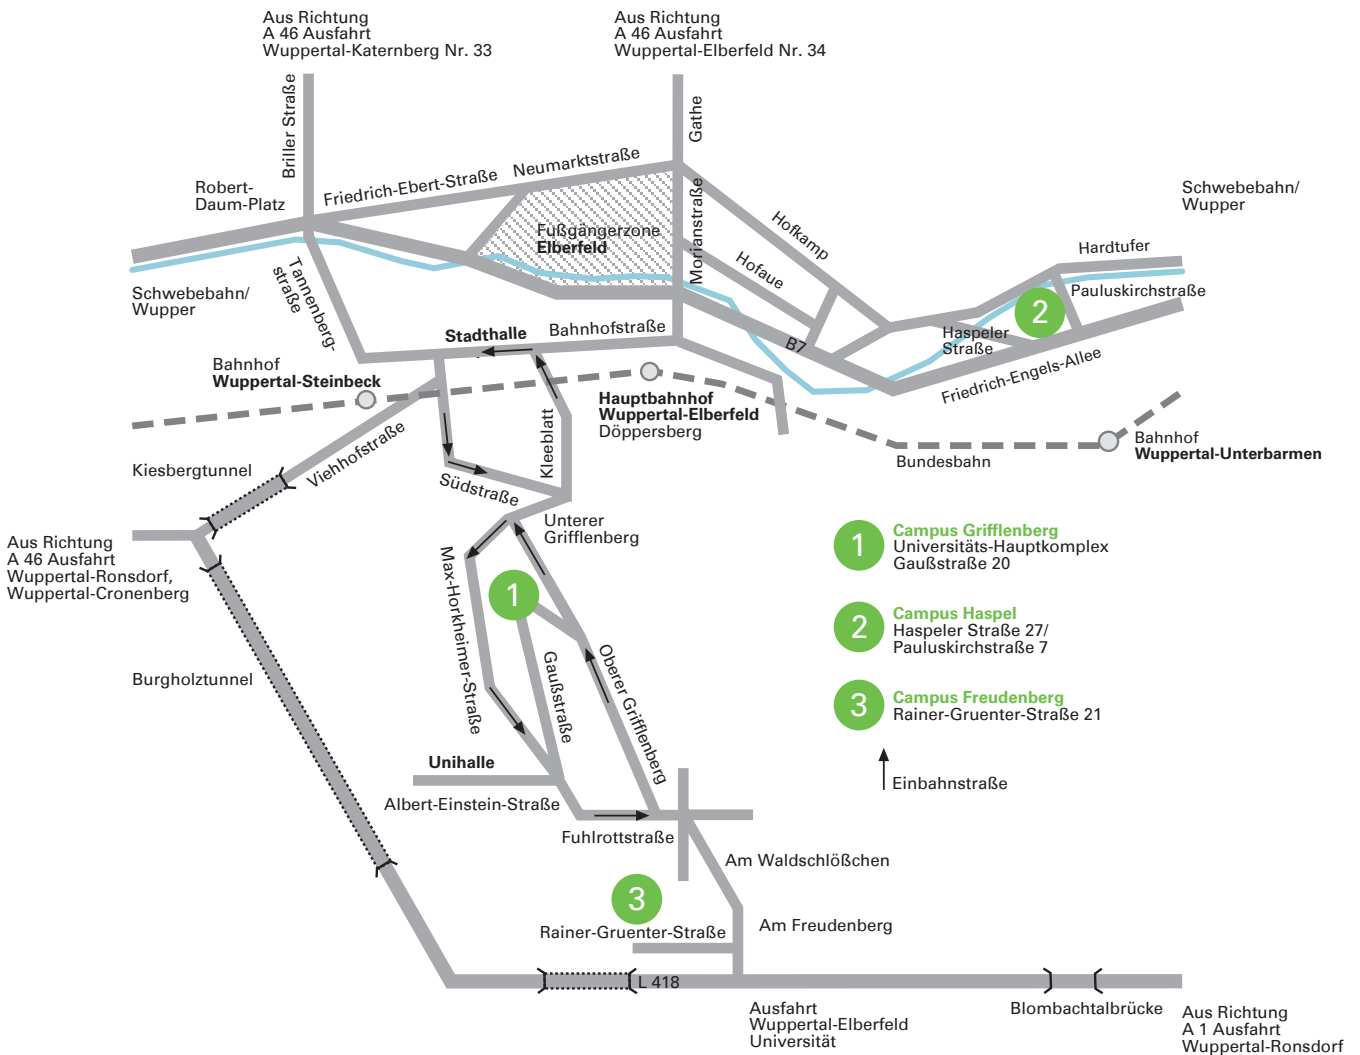 Aus Richtung
A 46 Ausfahrt
Wuppertal-Katernberg Nr. 33
Aus Richtung
A 46 Ausfahrt
Wuppertal-Elberfeld Nr. 34
Briller Straße
Gathe
Neumarktstraße
Friedrich-Ebert-Straße
Robert-
Daum-Platz
Morianstraße
Fußgängerzone
Elberfeld
Hofkamp
Hofaue
Schwebebahn/
Wupper
Hardtufer
Pauluskirchstraße
2
Haspeler
Straße
Friedrich-Engels-Allee
B7
Tannenberg-
straße
Schwebebahn/
Wupper
Stadthalle
Bahnhofstraße
Bahnhof
Wuppertal-Steinbeck
Hauptbahnhof
Wuppertal-Elberfeld
Döppersberg
Kleeblatt
Viehhofstraße
Kiesbergtunnel
Südstraße
Bundesbahn
Bahnhof
Wuppertal-Unterbarmen
Unterer
Grifflenberg
Aus Richtung
A 46 Ausfahrt
Wuppertal-Ronsdorf,
Wuppertal-Cronenberg
Max-Horkheimer-Straße
1
Gaußstraße
Oberer Grifflenberg
Burgholztunnel
1
Campus Grifflenberg
Universitäts-Hauptkomplex
Gaußstraße 20
2
Campus Haspel
Haspeler Straße 27/
Pauluskirchstraße 7
3
Campus Freudenberg
Rainer-Gruenter-Straße 21
Einbahnstraße
Unihalle
Albert-Einstein-Straße
Fuhlrottstraße
Am Waldschlößchen
3
Rainer-Gruenter-Straße
Am Freudenberg
L 418
Ausfahrt
Wuppertal-Elberfeld
Universität
Blombachtalbrücke
Aus Richtung
A 1 Ausfahrt
Wuppertal-Ronsdorf